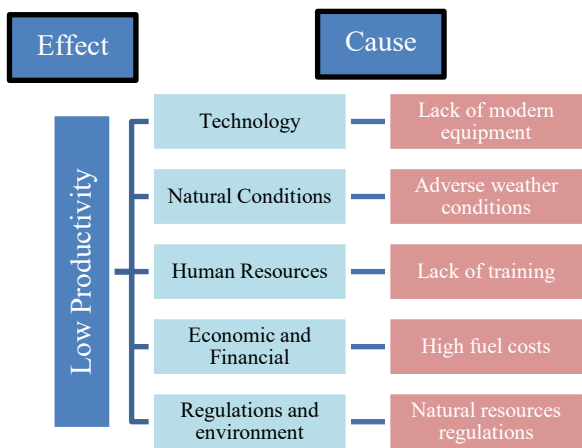 Effect
Cause
Low Productivity
Technology
Lack of modern
equipment
Natural Conditions
Adverse weather
conditions
Human Resources
Lack of training
Economic and
Financial
High fuel costs
Regulations and
environment
Natural resources
regulations